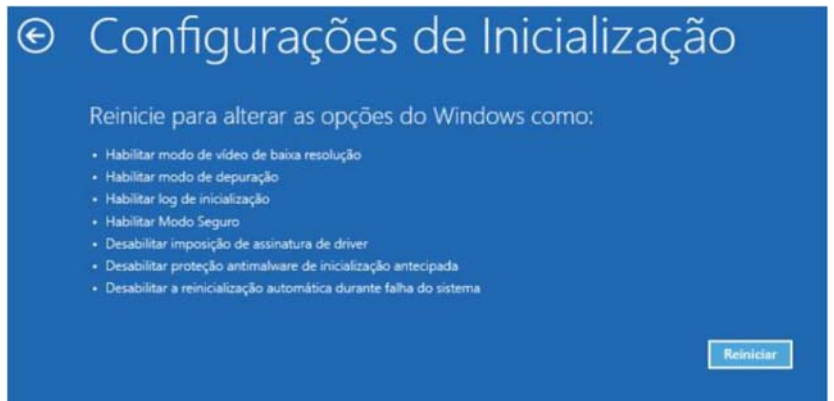 Configurações de Inicialização
Reinicie para alterar as opções do Windows como:
• Habilitar modo de vídeo de baixa resolução
• Habilitar modo de depuração
• Habilitar log de inicialização
• Habilitar Modo Seguro
• Desabilitar imposição de assinatura de driver
• Desabilitar proteção antimalware de inicialização antecipada
• Desabilitar a reinicialização automática durante falha do sistema
Reiniciar